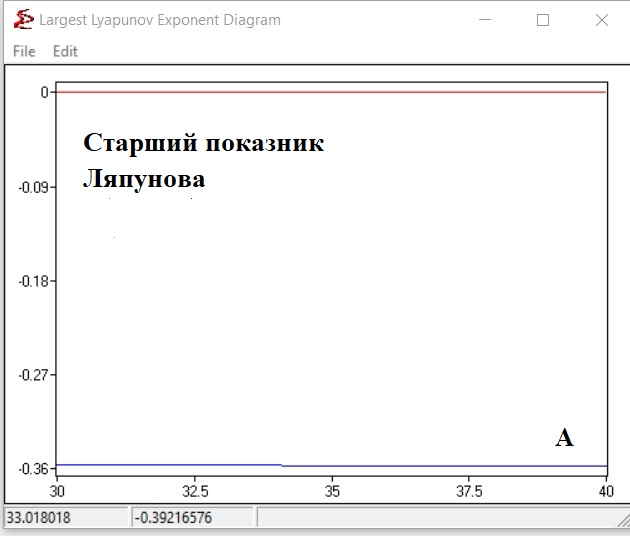 Largest Lyapunov Exponent Diagram
File Edit
0
Старший показник
Ляпунова
-0.09
-0.18
-0.27
А
-0.36
30 32.5 35 37.5 40
33.018018 -0.39216576